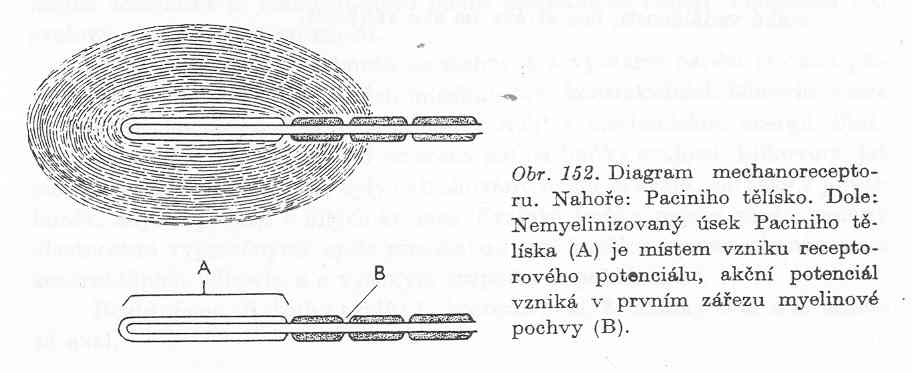 A
B
Obr. 152. Diagram mechanorecepto-
ru. Nahoře: Paciniho tělísko. Dole:
Nemyelinizovaný úsek Paciniho tě-
líska (A) je místem vzniku recepto-
rového potenciálu, akční potenciál
vzniká v prvním zářezu myelinové
pochvy (B).